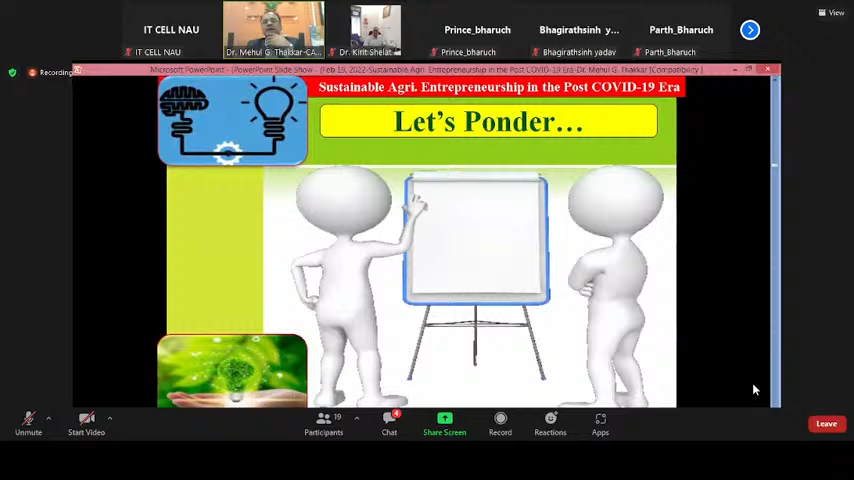 IT CELL NAU
Prince_bharuch
Bhagirathsinh y...
Parth_Bharuch
View
IT CELL NAU
Dr. Mehul G. Thakkar-CA...
Dr. Kirit Shelat
Prince_bharuch
Bhagirathsinh yadav
Parth_Bharuch
Recording
Microsoft PowerPoint - [PowerPoint Slide Show - [Feb 19, 2022-Sustainable Agri. Entrepreneurship in the Post COVID-19 Era-Dr. Mehul G. Thakkar [Compatibility
Sustainable Agri. Entrepreneurship in the Post COVID-19 Era
Let's Ponder…
19
4
Unmute
Start Video
Participants
Chat
Share Screen
Record
Reactions
Apps
Leave